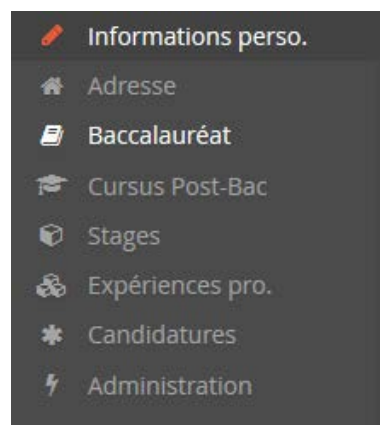 Informations perso.
Adresse
Baccalauréat
Cursus Post-Bac
Stages
Expériences pro.
Candidatures
Administration